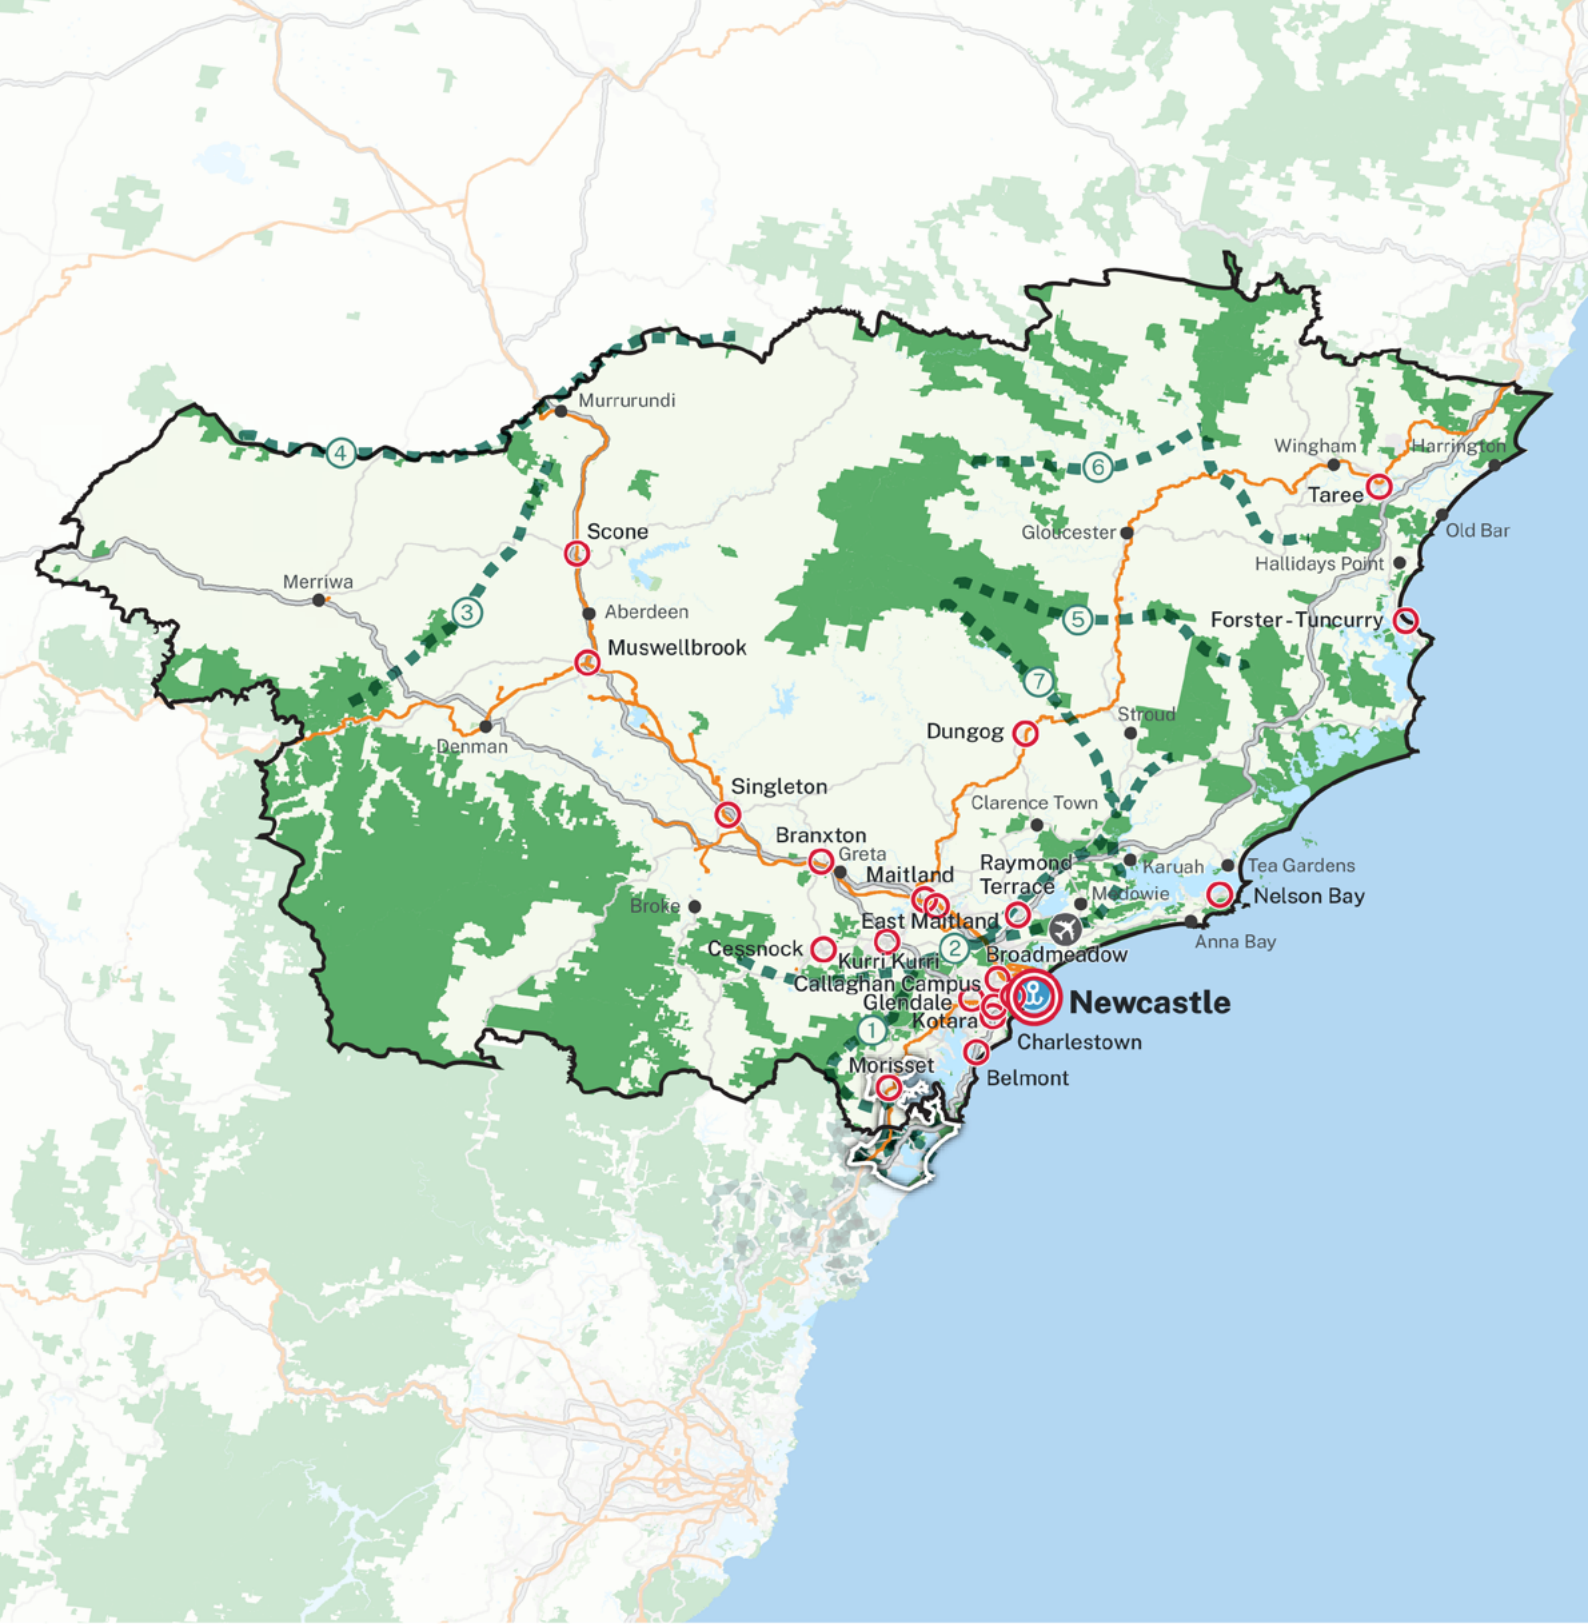 Murrurundi
4
Wingham
Harrington
6
Taree
Scone
Gloucester
Old Bar
Hallidays Point
Merriwa
3
Aberdeen
5
Forster-Tuncurry
Muswellbrook
7
Stroud
Dungog
Denman
Singleton
Clarence Town
Branxton
Greta
Raymond
Terrace
Karuah
Tea Gardens
Maitland
Medowie
Nelson Bay
Broke
East Maitland
Anna Bay
Cessnock
2
Broadmeadow
Kurri Kurri
Callaghan Campus
Glendale
Newcastle
Kotara
1
Charlestown
Morisset
Belmont